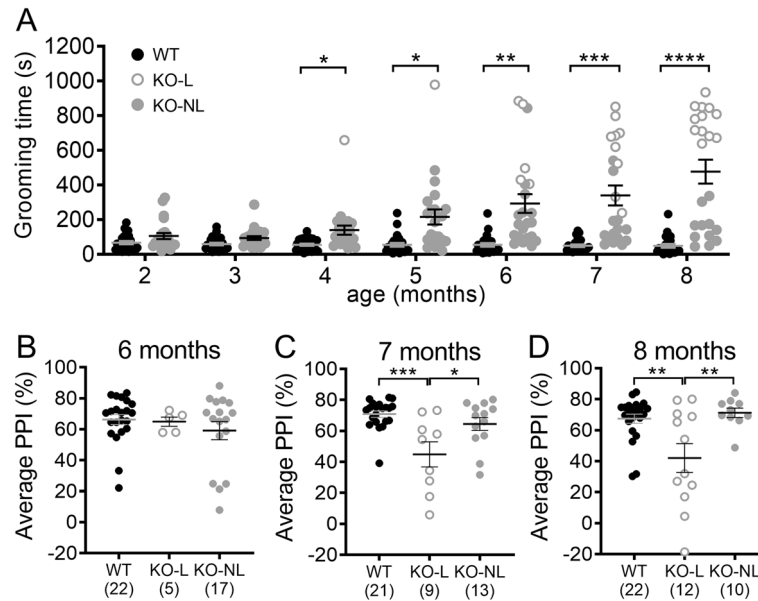 A
Grooming time (s)
1200
1000
800
600
400
200
0
WT
KO-L
KO-NL
*
*
**
***
****
2 3 4 5 6 7 8
age (months)
B
6 months
Average PPI (%)
100
80
60
40
20
0
-20
WT KO-L KO-NL
(22) (5) (17)
C
7 months
Average PPI (%)
100
80
60
40
20
0
-20
*** *
WT KO-L KO-NL
(21) (9) (13)
D
8 months
Average PPI (%)
100
80
60
40
20
0
-20
** **
WT KO-L KO-NL
(22) (12) (10)